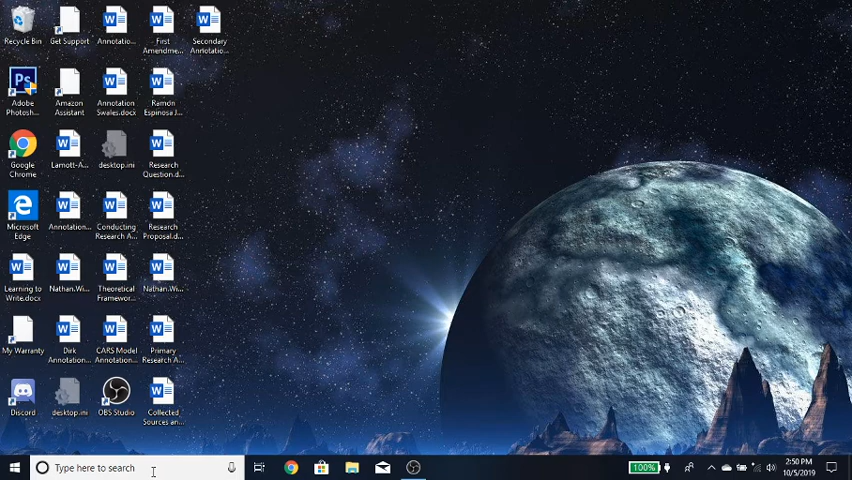 Recycle Bin
Get Support
Annotatio...
First
Amendme...
Secondary
Annotatio...
Ps
Adobe
Photosh...
Amazon
Assistant
Annotation
Swales.docx
Ramón
Espinosa J...
Google
Chrome
Lamott-A...
desktop.ini
Research
Question.d...
Microsoft
Edge
Annotation...
Conducting
Research A...
Research
Proposal.d...
Learning to
Write.docx
Nathan.Wi...
Theoretical
Framewor...
Nathan.Wi...
My Warranty
Dirk
Annotation...
CARS Model
Annotation...
Primary
Research A...
Discord
desktop.ini
OBS Studio
Collected
Sources an...
Type here to search
100%
2:50 PM
10/5/2019